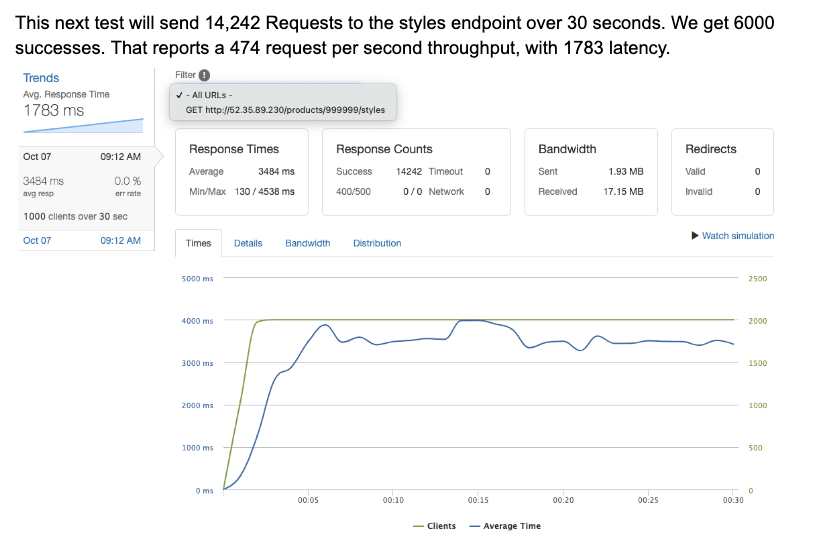 This next test will send 14,242 Requests to the styles endpoint over 30 seconds. We get 6000
successes. That reports a 474 request per second throughput, with 1783 latency.
Trends
Avg. Response Time
1783 ms
Oct 07 09:12 AM
3484 ms 0.0 %
avg resp err rate
1000 clients over 30 sec
Oct 07 09:12 AM
Filter !
✓ - All URLs -
GET http://52.35.89.230/products/999999/styles
Response Times
Average 3484 ms
Min/Max 130 / 4538 ms
Response Counts
Success 14242 Timeout 0
400/500 0 / 0 Network 0
Bandwidth
Sent 1.93 MB
Received 17.15 MB
Redirects
Valid 0
Invalid 0
Times Details Bandwidth Distribution
▶ Watch simulation
5000 ms 2500
4000 ms 2000
3000 ms 1500
2000 ms 1000
1000 ms 500
0 ms 0
00:05 00:10 00:15 00:20 00:25 00:30
Clients Average Time